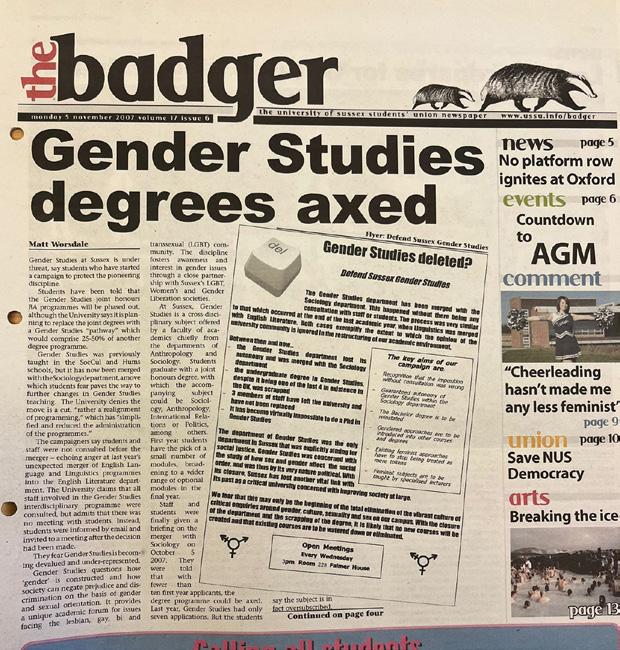 the badger
monday 5 november 2007 volume 17 issue 6
the university of sussex students' union newspaper
www.ussu.info/badger
Gender Studies
degrees axed
Matt Worsdale
Gender Studies at Sussex is under
threat, say students who have started
a campaign to protect the pioneering
discipline.
Students have been told that
the Gender Studies joint honours
BA programmes will be phased out,
although the University says it is plan-
ning to replace the joint degrees with
a Gender Studies "pathway" which
would comprise 25-50% of another
degree programme.
Gender Studies was previously
taught in the SocCul and Hums
schools, but it has now been merged
with the Sociology department, a move
which students fear paves the way to
further changes in Gender Studies
teaching. The University denies the
move is a cut, "rather a realignment
of programming," which has "simpli-
fied and reduced the administration
of the programme."
The campaigners say students and
staff were not consulted before the
merger – echoing anger at last year's
unexpected merger of English Lan-
guage and Linguistics programmes
into the English Literature depart-
ment. The University claims that all
staff involved in the Gender Studies
interdisciplinary programme were
consulted, but admits that there was
no meeting with students. Instead,
students were informed by email and
invited to a meeting after the decision
had been made.
They fear Gender Studies is becom-
ing devalued and under-represented.
Gender Studies questions how
'gender' is constructed and how
society can negate prejudice and dis-
crimination on the basis of gender
and sexual orientation. It provides
a unique academic forum for issues
facing the lesbian, gay, bi and
transsexual (LGBT) com-
munity. The discipline
fosters awareness and
interest in gender issues
through a close partner-
ship with Sussex's LGBT,
Women's and Gender
Liberation societies.
At Sussex, Gender
Studies is a cross-disci-
plinary subject offered
by a faculty of aca-
demics chiefly from
the departments of
Anthropology and
Sociology. Students
graduate with a joint
honours degree, with
which the accom-
panying subject
could be Sociol-
ogy, Anthropology,
International Rela-
tions or Politics,
among others.
First year students
have the pick of a
small number of
modules, broad-
ening to a wider
range of optional
modules in the
final year.
Staff and
students were
finally given a
briefing on the
merger with
Sociology on
October 5
2007. They
were told
that with
fewer than
ten first year applicants, the
degree programme could be axed.
Last year, Gender Studies had only
seven applications. But the students
say the subject is in
fact oversubscribed.
Continued on page four
Flyer: Defend Sussex Gender Studies
del
Gender Studies deleted?
Defend Sussex Gender Studies
The Gender Studies department has been merged with the
Sociology department. This happened without there being any
consultation with staff or students. The process was very similar
to that which occurred at the end of the last academic year, when linguistics was merged
with English Literature. Both cases exemplify the extent to which the opinion of the
university community is ignored in the restructuring of our academic environment.
Between then and now...
- the Gender Studies department lost its
autonomy and was merged with the Sociology
department
- the undergraduate degree in Gender Studies,
despite it being one of the last of its existence in
the UK was scrapped
- 3 members of staff have left the university and
have not been replaced
- it has become virtually impossible to do a Phd in
Gender Studies
The key aims of our
campaign are
Recognition that the imposition
without consultation was wrong
Guaranteed autonomy of
Gender Studies within the
Sociology department
The Bachelor degree is to be
reinstated
Gendered approaches are to be
introduced into other courses
and degrees
Existing feminist approaches
have to stop being treated as
mere tokens
Feminist subjects are to be
taught by specialised lecturers
The department of Gender Studies was the only
department in Sussex that was explicitly aiming for
social justice. Gender Studies was concerned with
the study of how sex and gender affect the social
order, and was thus by its very nature political. With
its closure, Sussex has lost another vital link with
its past as a critical university concerned with improving society at large.
We fear that this may only be the beginning of the total elimination of the vibrant culture of
critical enquiries around gender, culture, sexuality and sex on our campus. With the closure
of the department and the scrapping of the degree, it is likely that no new courses will be
created and that existing courses are to be watered down or eliminated.
Open Meetings
Every Wednesday
3pm Room 229 Falmer House
news page 5
No platform row
ignites at Oxford
events page 6
Countdown
to AGM
comment
"Cheerleading
hasn't made me
any less feminist"
page 9
union page 10
Save NUS
Democracy
arts
Breaking the ice
page 13
Calling all students